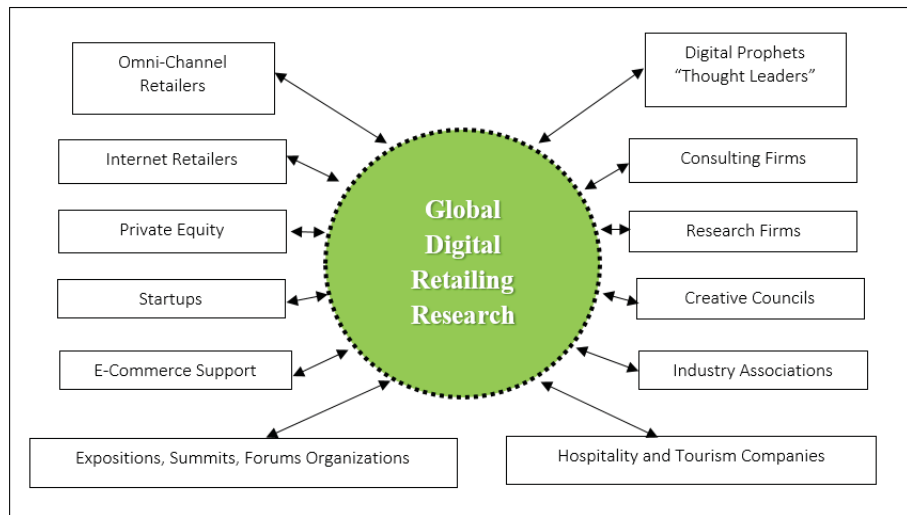 Omni-Channel
Retailers
Internet Retailers
Private Equity
Startups
E-Commerce Support
Expositions, Summits, Forums Organizations
Global
Digital
Retailing
Research
Digital Prophets
“Thought Leaders”
Consulting Firms
Research Firms
Creative Councils
Industry Associations
Hospitality and Tourism Companies